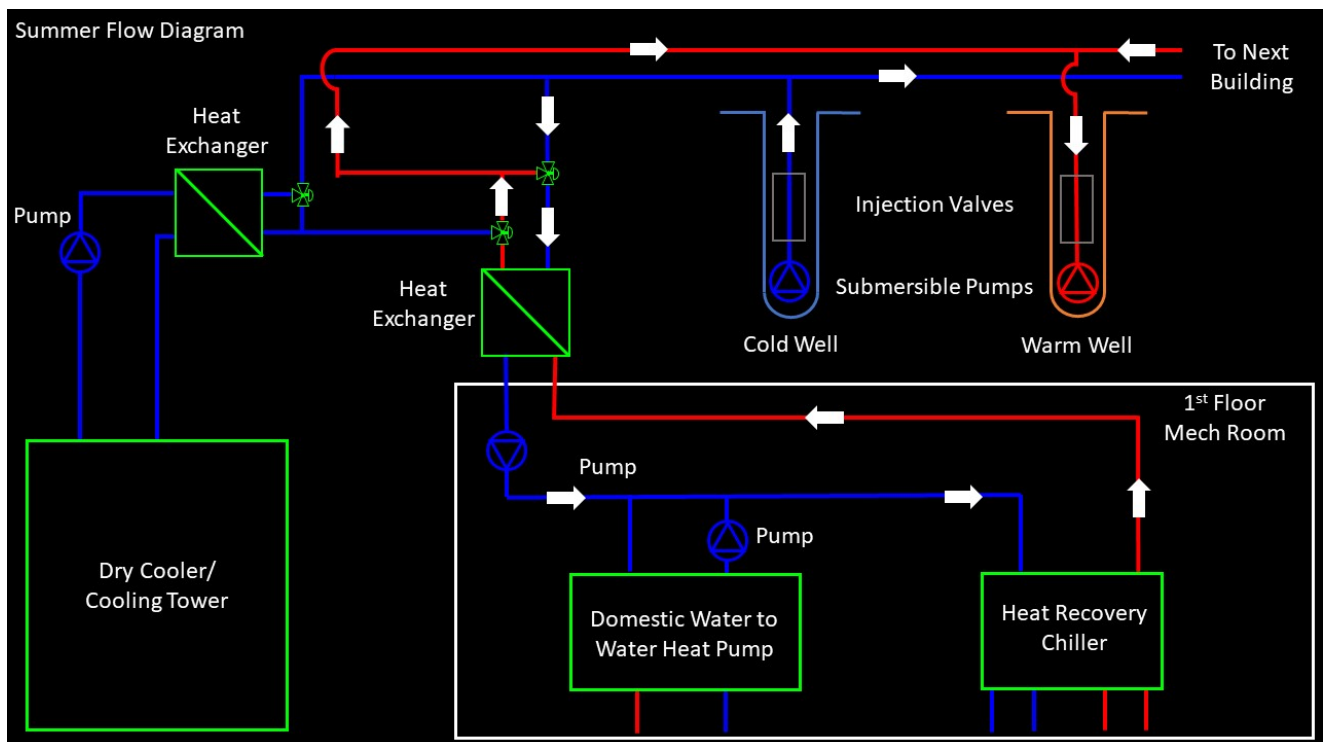 Summer Flow Diagram
To Next
Building
Heat
Exchanger
Pump
Injection Valves
Heat
Exchanger
Submersible Pumps
Cold Well
Warm Well
1st Floor
Mech Room
Pump
Pump
Dry Cooler/
Cooling Tower
Domestic Water to
Water Heat Pump
Heat Recovery
Chiller